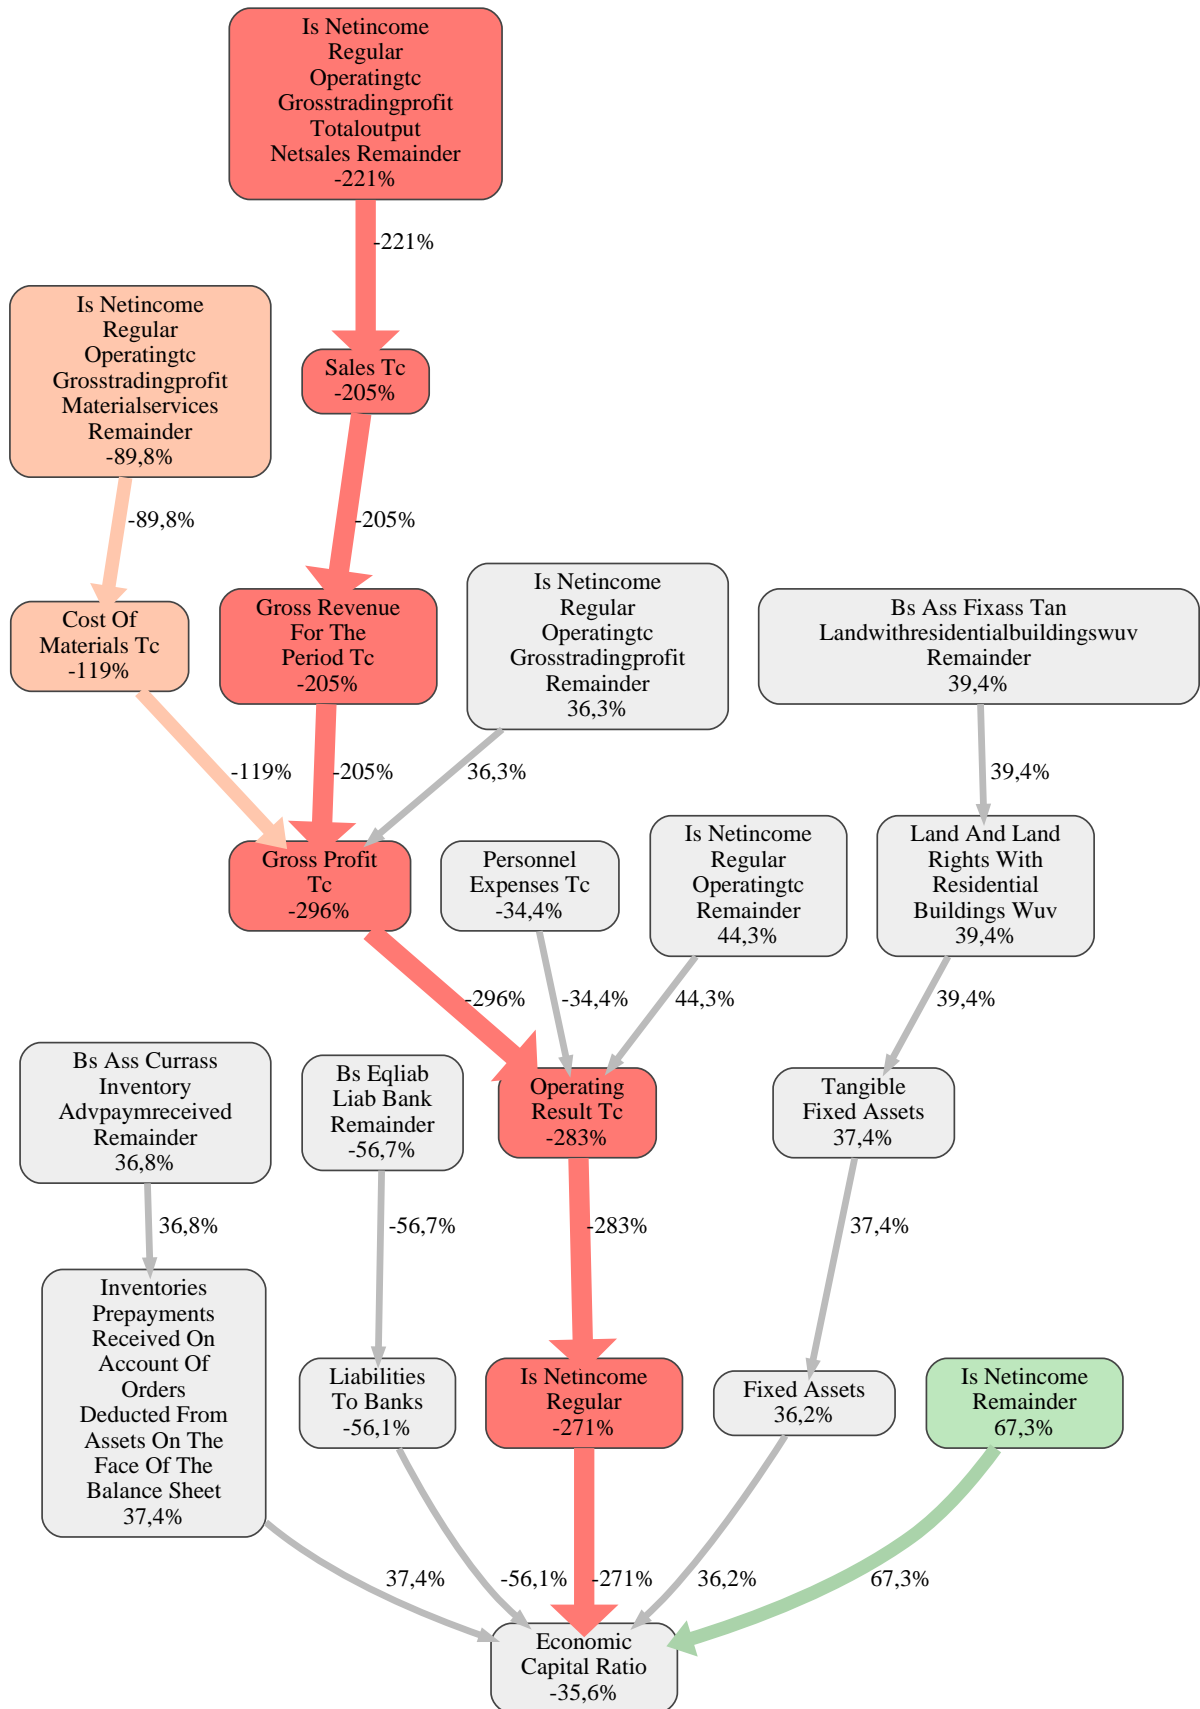 Is Netincome
Regular
Operatingtc
Grosstradingprofit
Totaloutput
Netsales Remainder
-221%
-221%
Is Netincome
Regular
Operatingtc
Grosstradingprofit
Materialservices
Remainder
-89,8%
Sales Tc
-205%
-89,8%
-205%
Cost Of
Materials Tc
-119%
Gross Revenue
For The
Period Tc
-205%
Is Netincome
Regular
Operatingtc
Grosstradingprofit
Remainder
36,3%
Bs Ass Fixass Tan
Landwithresidentialbuildingswuv
Remainder
39,4%
-119%
-205%
36,3%
39,4%
Gross Profit
Tc
-296%
Personnel
Expenses Tc
-34,4%
Is Netincome
Regular
Operatingtc
Remainder
44,3%
Land And Land
Rights With
Residential
Buildings Wuv
39,4%
-296%
-34,4%
44,3%
39,4%
Bs Ass Currass
Inventory
Advpaymreceived
Remainder
36,8%
Bs Eqliab
Liab Bank
Remainder
-56,7%
Operating
Result Tc
-283%
Tangible
Fixed Assets
37,4%
36,8%
-56,7%
-283%
37,4%
Inventories
Prepayments
Received On
Account Of
Orders
Deducted From
Assets On The
Face Of The
Balance Sheet
37,4%
Liabilities
To Banks
-56,1%
Is Netincome
Regular
-271%
Fixed Assets
36,2%
Is Netincome
Remainder
67,3%
37,4%
-56,1%
-271%
36,2%
67,3%
Economic
Capital Ratio
-35,6%